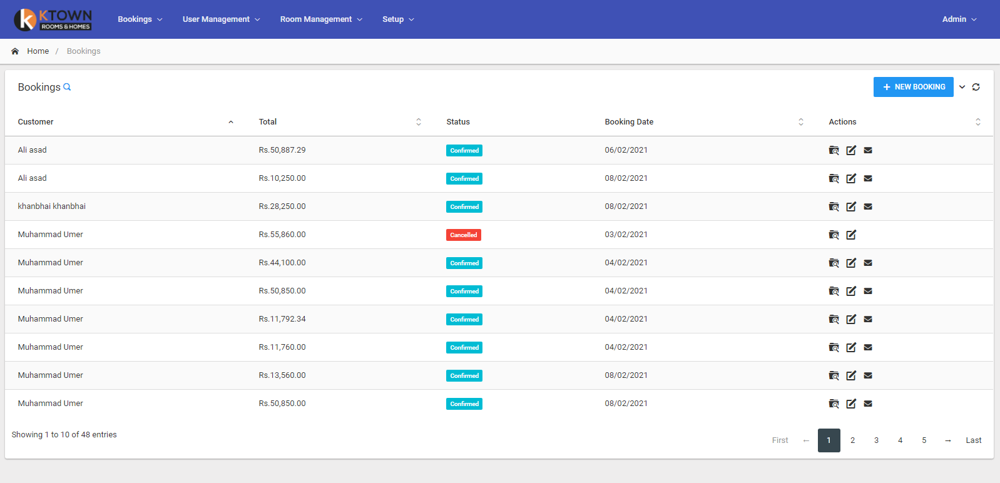 KTOWN
ROOMS & HOMES
Bookings User Management Room Management Setup Admin
Home / Bookings
Bookings + NEW BOOKING
Customer Total Status Booking Date Actions
Ali asad Rs.50,887.29 Confirmed 06/02/2021
Ali asad Rs.10,250.00 Confirmed 08/02/2021
khanbhai khanbhai Rs.28,250.00 Confirmed 08/02/2021
Muhammad Umer Rs.55,860.00 Cancelled 03/02/2021
Muhammad Umer Rs.44,100.00 Confirmed 04/02/2021
Muhammad Umer Rs.50,850.00 Confirmed 04/02/2021
Muhammad Umer Rs.11,792.34 Confirmed 04/02/2021
Muhammad Umer Rs.11,760.00 Confirmed 04/02/2021
Muhammad Umer Rs.13,560.00 Confirmed 08/02/2021
Muhammad Umer Rs.50,850.00 Confirmed 08/02/2021
Showing 1 to 10 of 48 entries
First ← 1 2 3 4 5 → Last